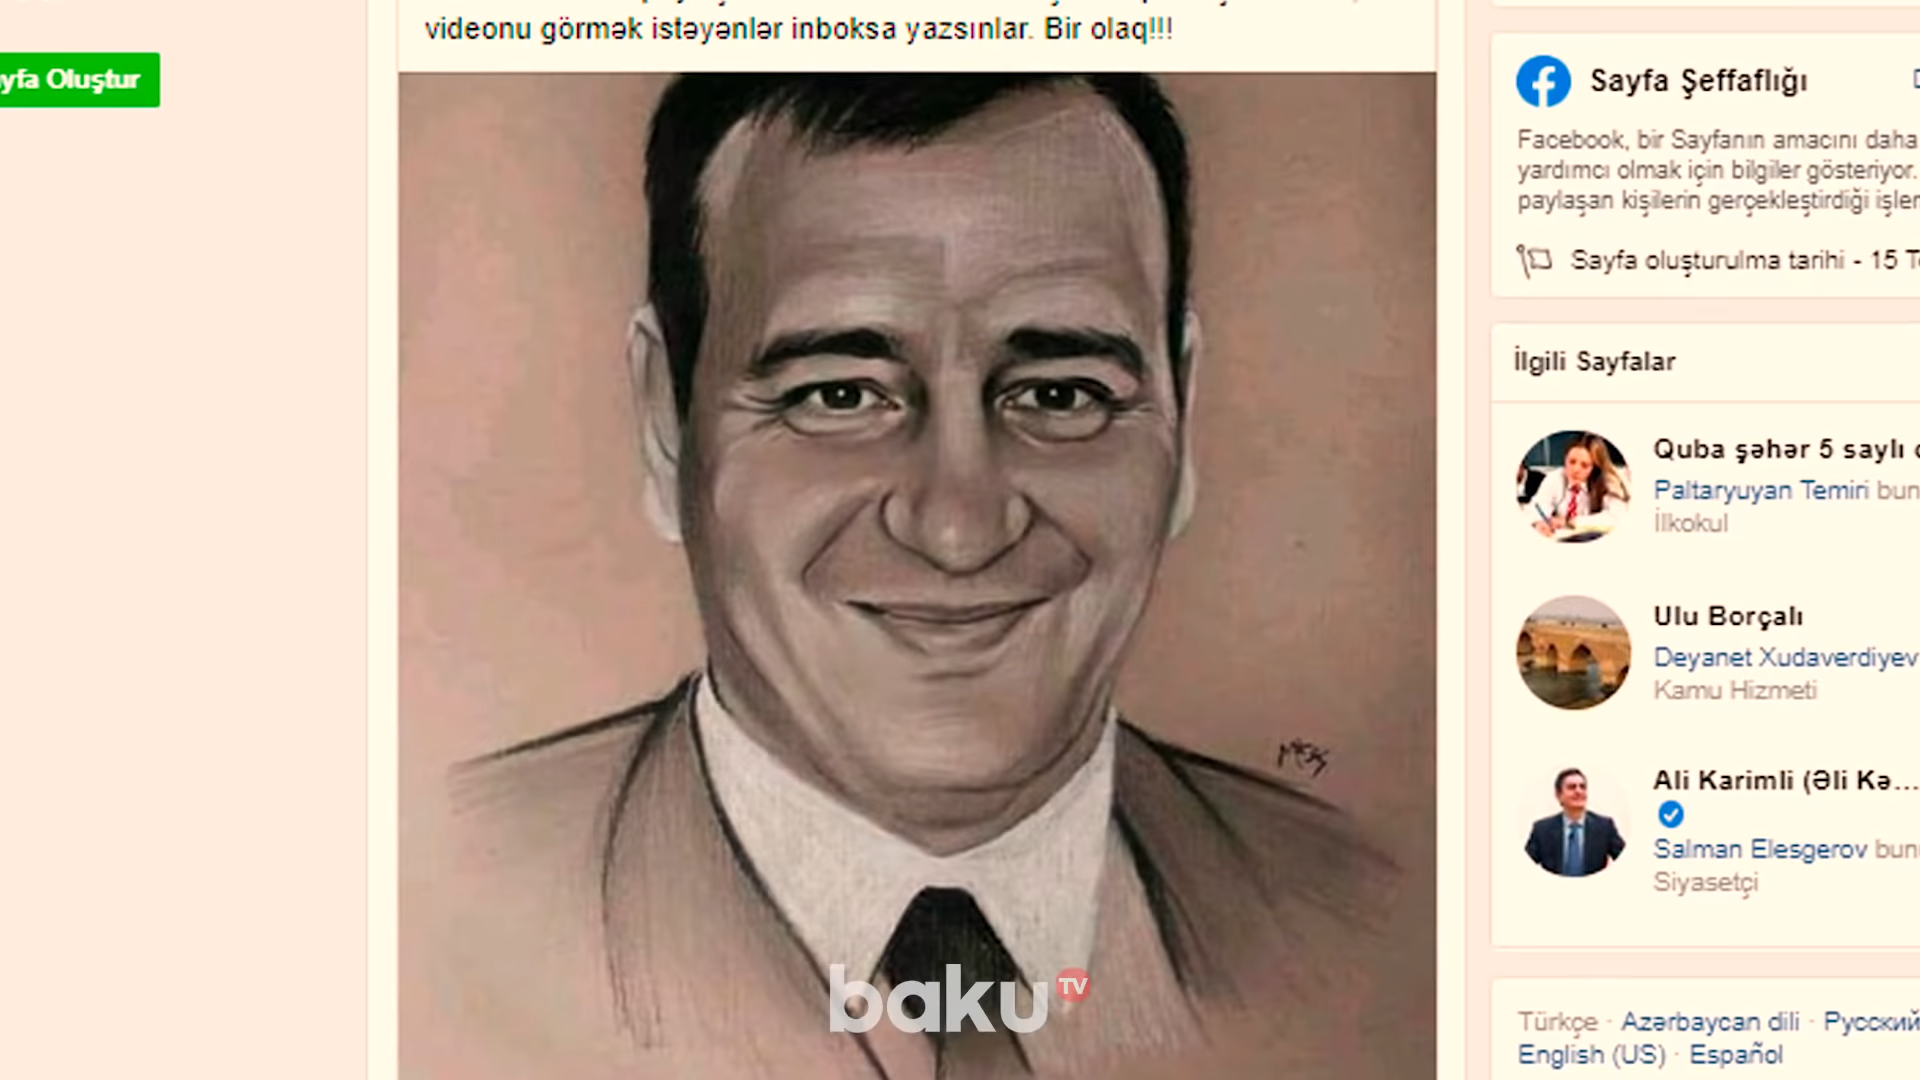 videonu görmək istəyənlər inboksa yazsınlar. Bir olaq!!!
yfa Oluştur
Sayfa Şeffaflığı
Facebook, bir Sayfanın amacını daha
yardımcı olmak için bilgiler gösteriyor.
paylaşan kişilerin gerçekleştirdiği işler
Sayfa oluşturulma tarihi - 15 T
İlgili Sayfalar
Quba şəhər 5 saylı
Paltaryuyan Temiri bun
İlkokul
Ulu Borçalı
Deyanet Xudaverdiyev
Kamu Hizmeti
Ali Karimli (Əli Kə...
Salman Elesgerov bun
Siyasetçi
baku TV
Türkçe · Azərbaycan dili · Русский
English (US) · Español